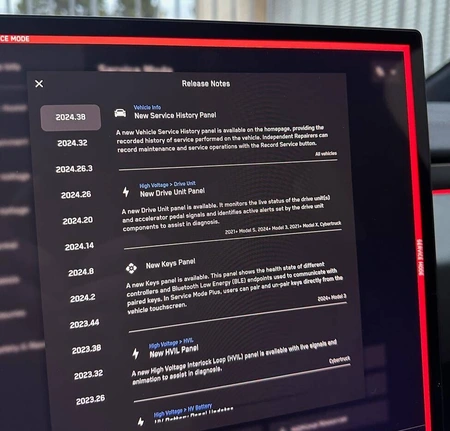 CE MODE
Release Notes
2024.38
2024.32
2024.26.3
2024.26
2024.20
2024.14
2024.8
2024.2
2023.44
2023.38
2023.32
2023.26
Vehicle Info
New Service History Panel
A new Vehicle Service History panel is available on the homepage, providing the
recorded history of service performed on the vehicle. Independent Repairers can
record maintenance and service operations with the Record Service button.
All vehicles
High Voltage > Drive Unit
New Drive Unit Panel
A new Drive Unit panel is available. It monitors the live status of the drive unit(s)
and accelerator pedal signals and identifies active alerts set by the drive unit
components to assist in diagnosis.
2021+ Model S, 2024+ Model 3, 2021+ Model X, Cybertruck
New Keys Panel
A new Keys Panel is available. This panel shows the health state of different
controllers and Bluetooth Low Energy (BLE) endpoints used to communicate with
paired keys. In Service Mode Plus, users can pair and un-pair keys directly from the
vehicle touchscreen.
2024+ Model 3
High Voltage > HVIL
New HVIL Panel
A new High Voltage Interlock Loop (HVIL) panel is available with live signals and
animation to assist in diagnosis.
Cybertruck
High Voltage > HV Battery
HV Battery Panel Updates
SERVICE MODE